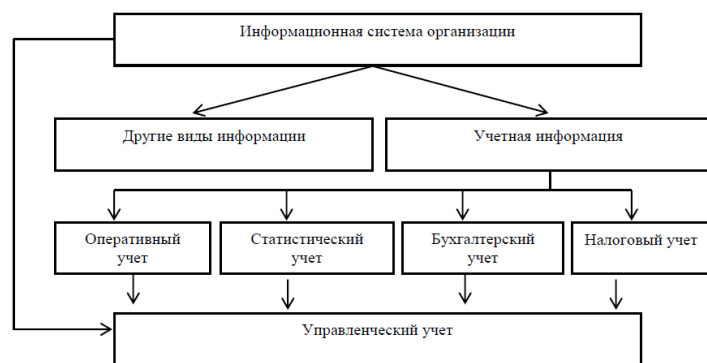 Информационная система организации
Другие виды информации
Учетная информация
Оперативный
учет
Статистический
учет
Бухгалтерский
учет
Налоговый учет
Управленческий учет